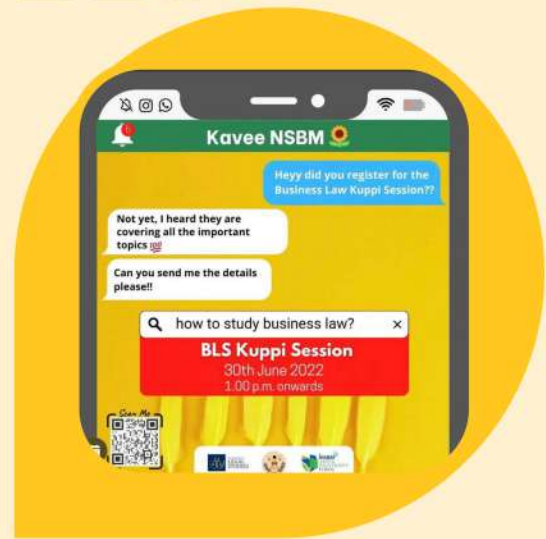 Kavee NSBM
Heyy did you register for the
Business Law Kuppi Session??
Not yet, I heard they are
covering all the important
topics 💯
Can you send me the details
please!!
how to study business law?
BLS Kuppi Session
30th June 2022
1.00 p.m. onwards
Scan Me